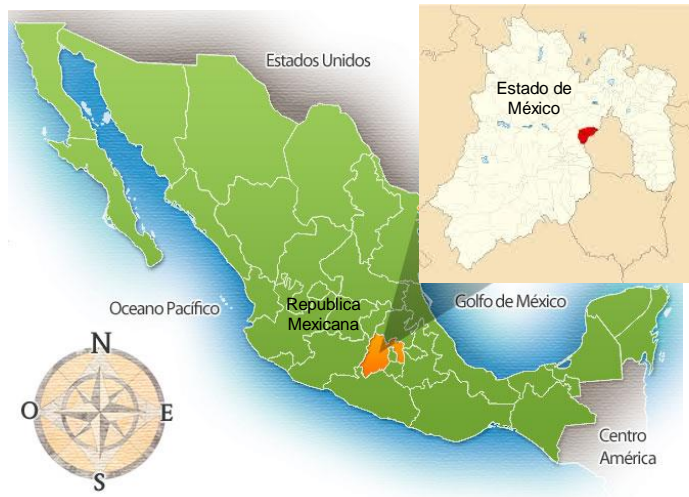 Estados Unidos
Estado de
México
Oceano Pacífico
Republica
Mexicana
Golfo de México
N
O
E
S
Centro
América